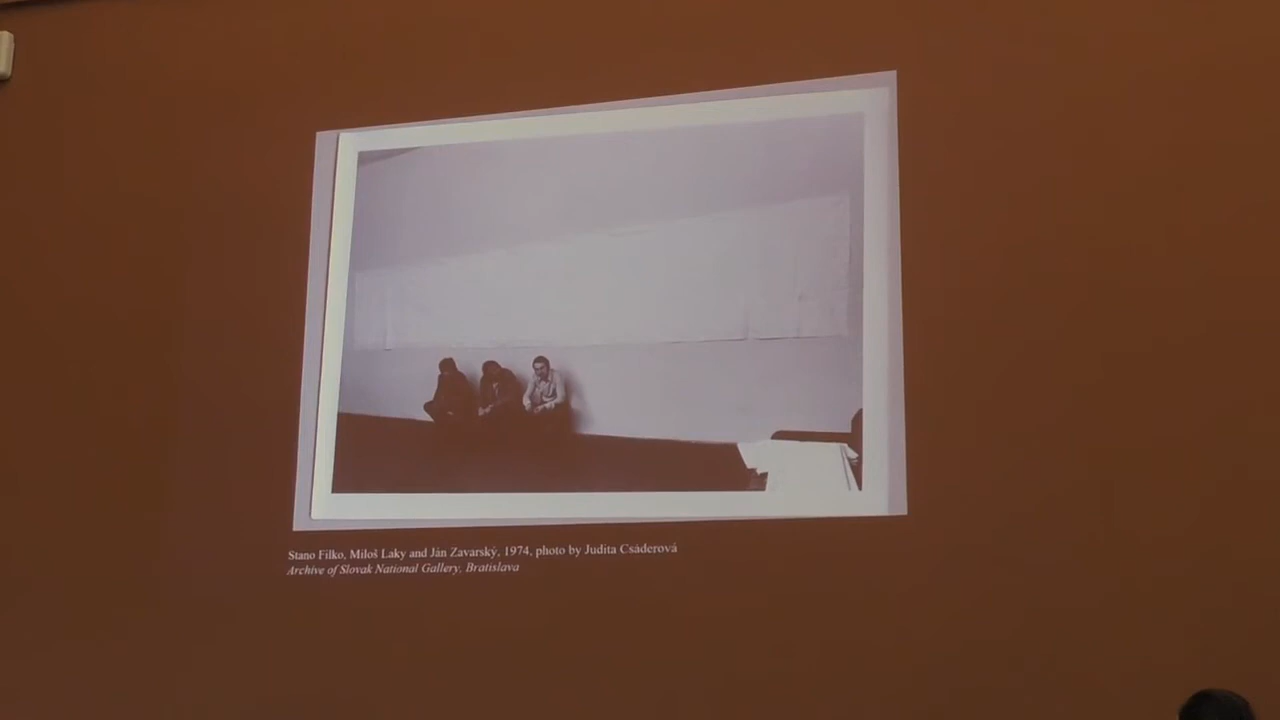 Stano Filko, Miloš Laky and Ján Zavarský, 1974, photo by Judita Csáderová
Archive of Slovak National Gallery, Bratislava